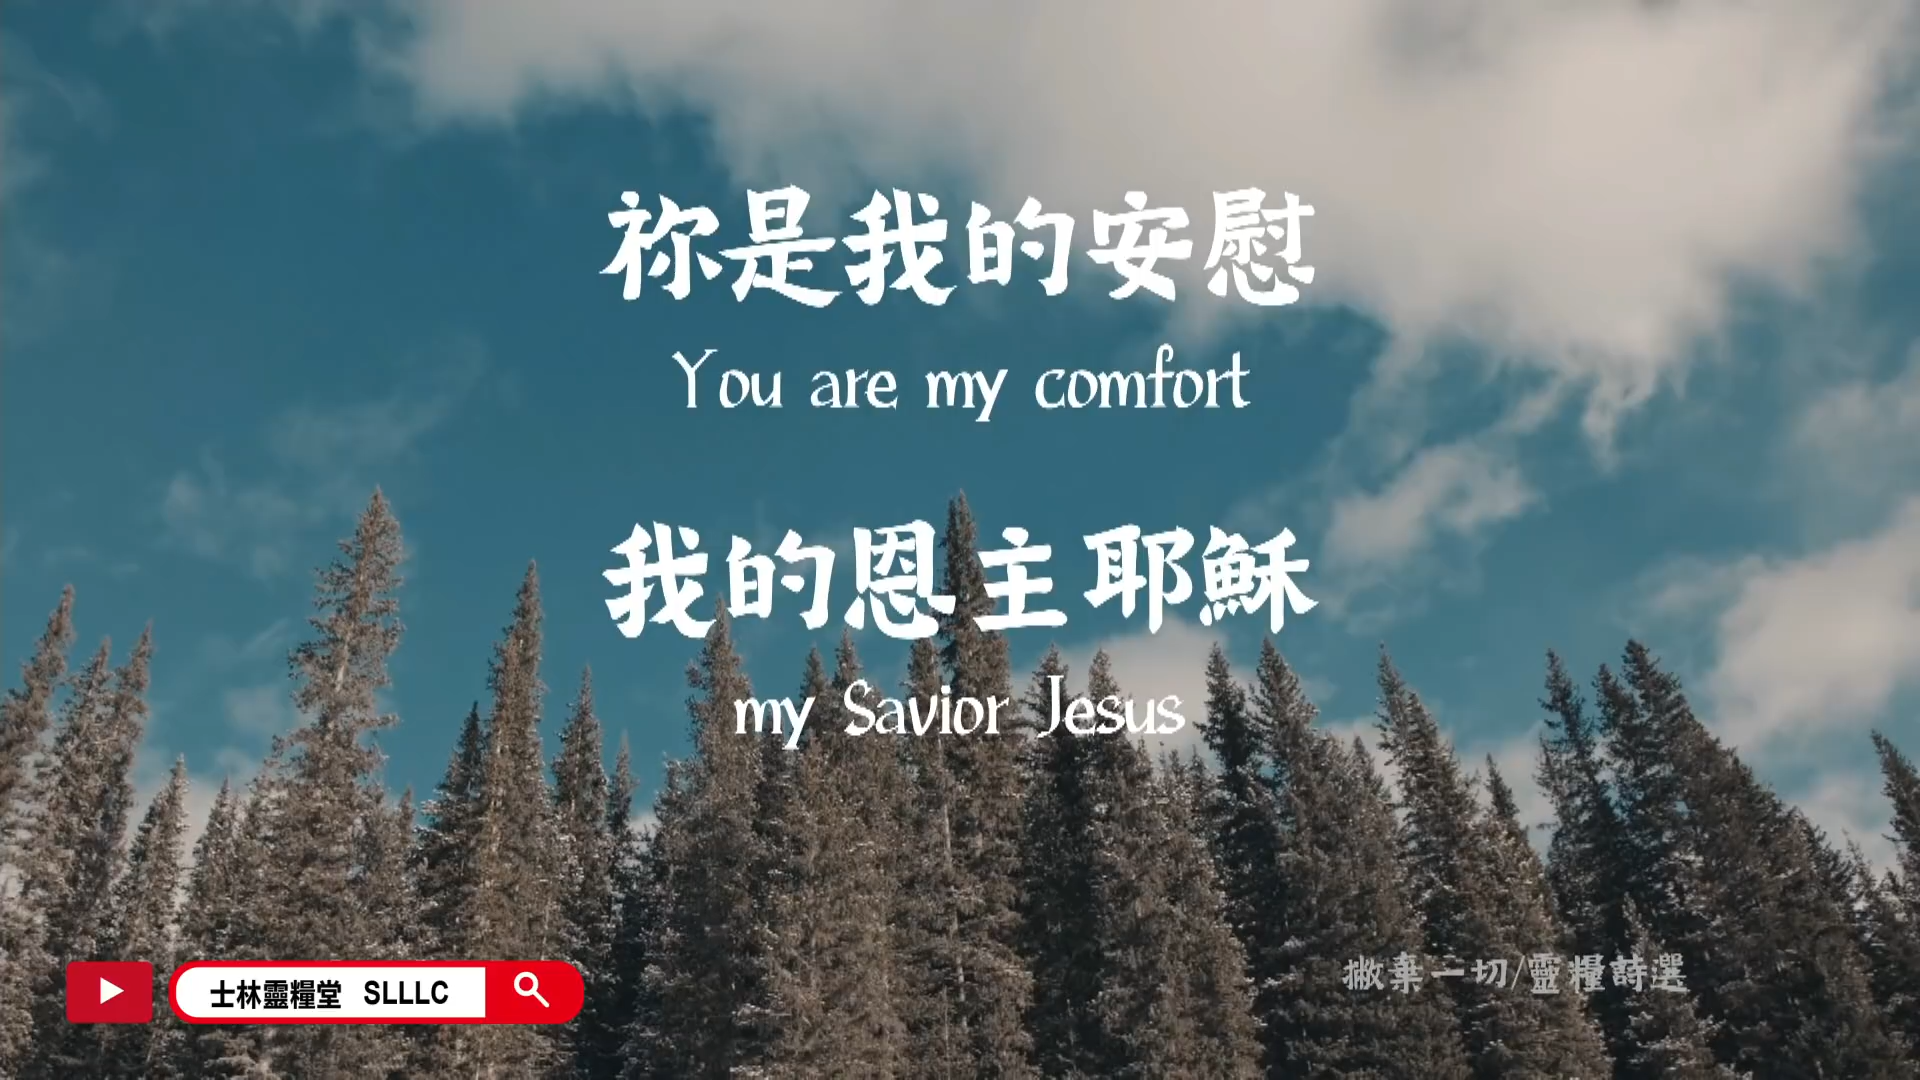 祢是我的安慰
You are my comfort
我的恩主耶穌
my Savior Jesus
士林靈糧堂 SLLLC
撇棄一切/靈糧詩選